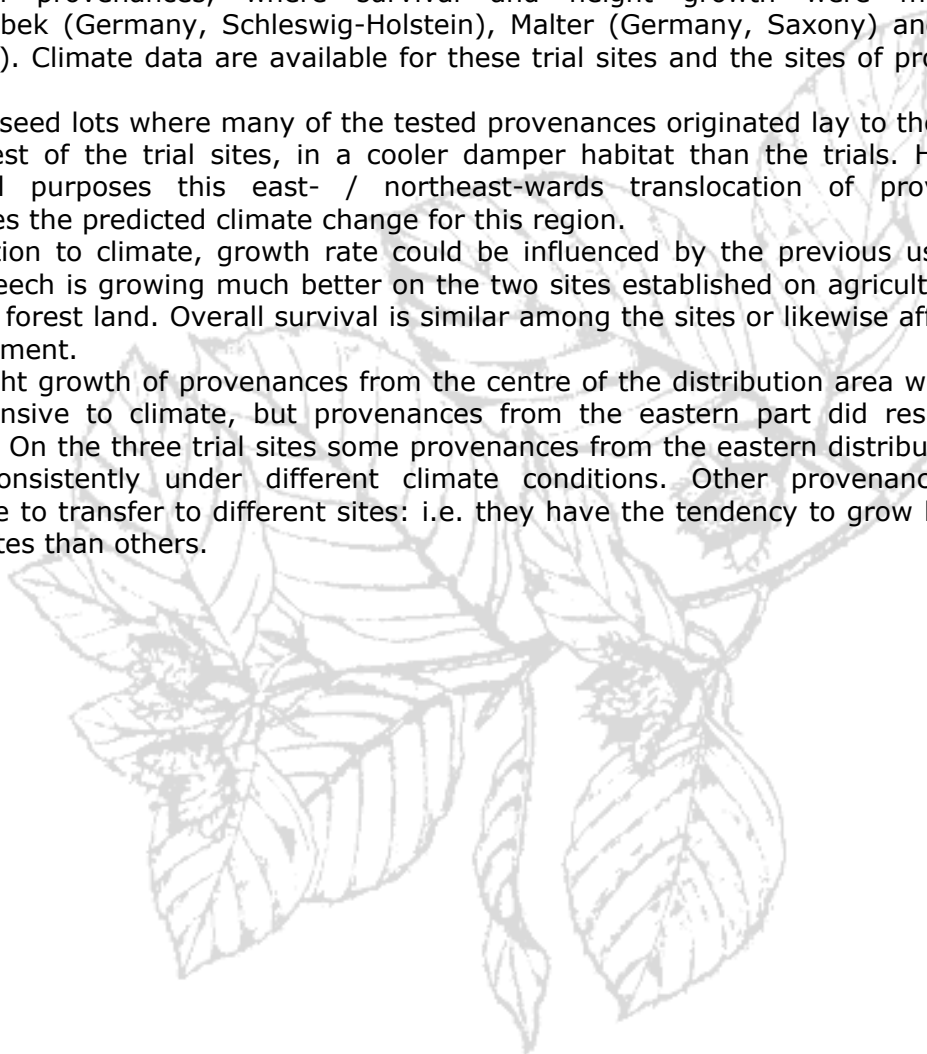 provenances, where survival and height growth were
bek (Germany, Schleswig-Holstein), Malter (Germany, Saxony) an
). Climate data are available for these trial sites and the sites of pr
seed lots where many of the tested provenances originated lay to the
est of the trial sites, in a cooler damper habitat than the trials. H
purposes this east- / northeast-wards translocation of prov
es the predicted climate change for this region.
tion to climate, growth rate could be influenced by the previous us
eech is growing much better on the two sites established on agricult
forest land. Overall survival is similar among the sites or likewise aff
ment.
ht growth of provenances from the centre of the distribution area w
nsive to climate, but provenances from the eastern part did res
On the three trial sites some provenances from the eastern distribu
onsistently under different climate conditions. Other provenanc
e to transfer to different sites: i.e. they have the tendency to grow
tes than others.